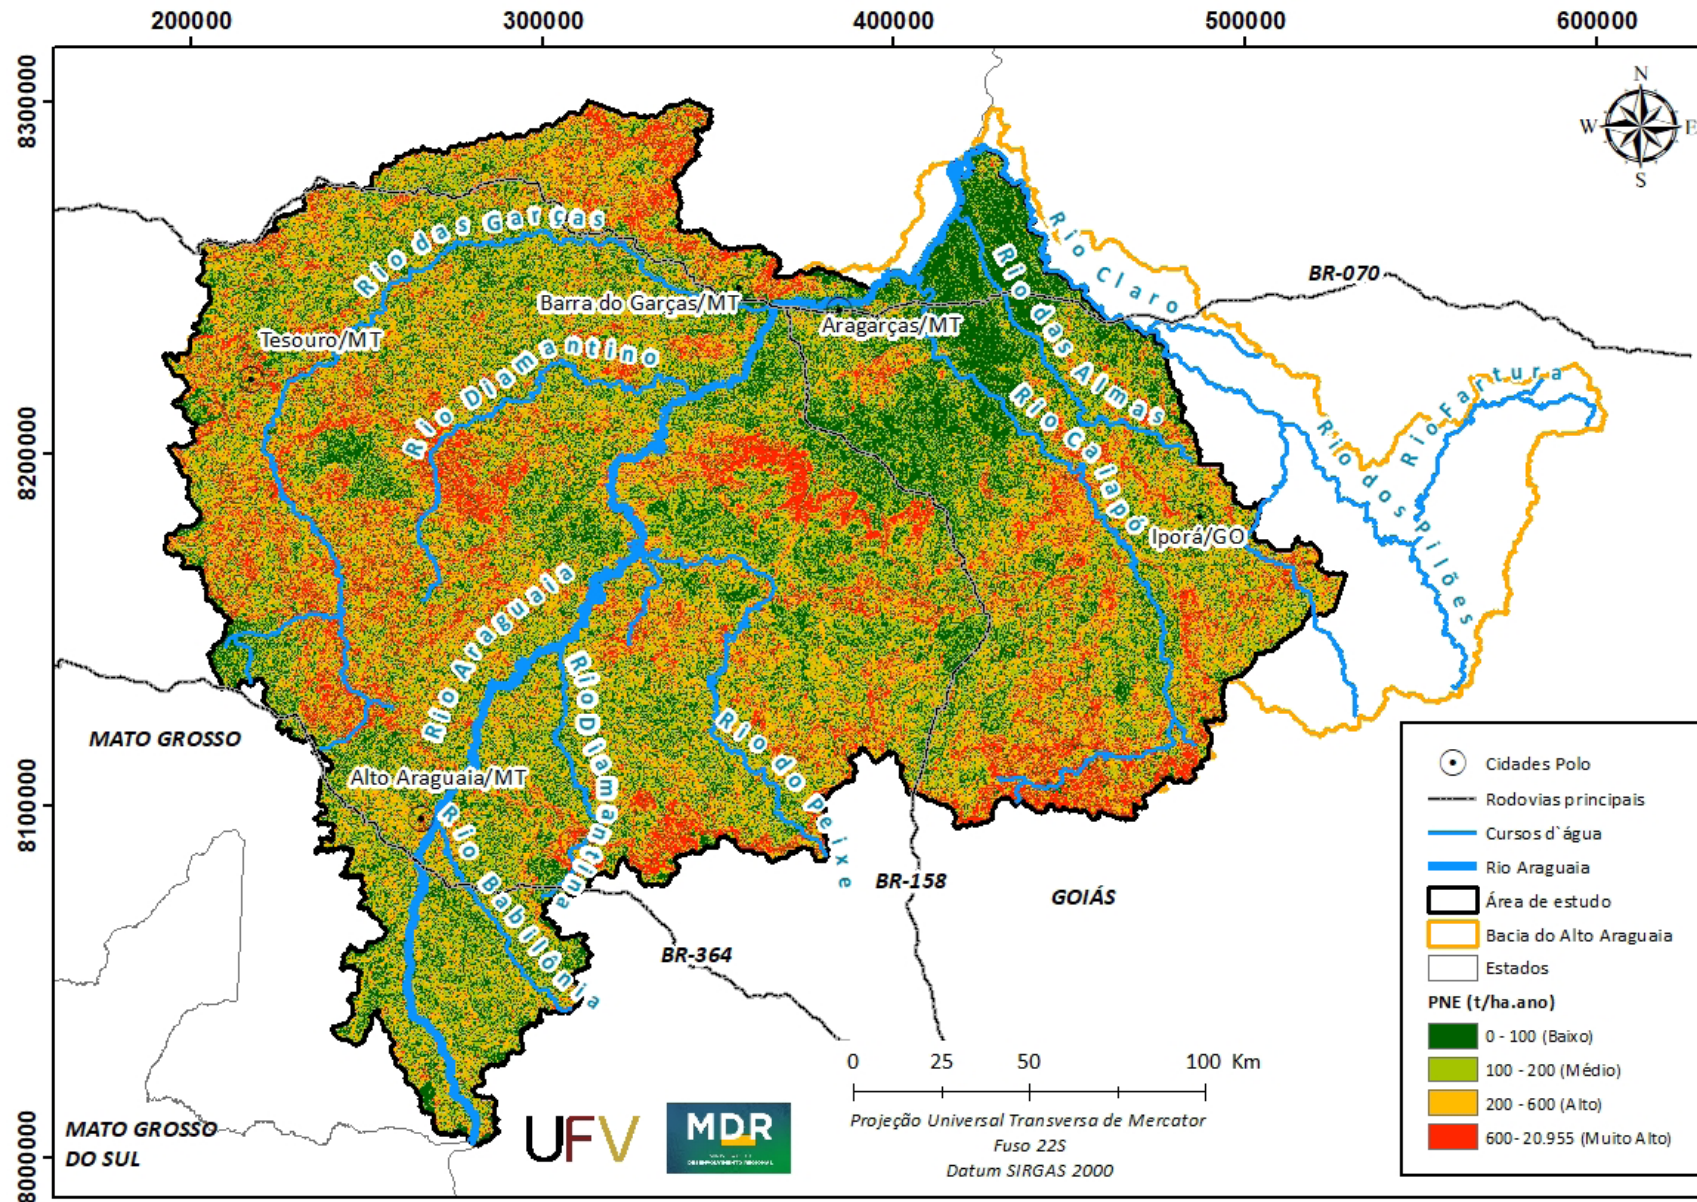 200000
300000
400000
500000
600000
8300000
8200000
8100000
8000000
N
W
E
S
Rio das Garças
Rio Claro
Rio das Almas
BR-070
Barra do Garças/MT
Aragarças/MT
Tesouro/MT
Rio Diamantino
Rio Fartura
Rio Caiapó
Rio dos Pilões
Iporá/GO
Rio Araguaia
Rio Diamantina
Rio do Peixe
MATO GROSSO
Alto Araguaia/MT
Rio Babilônia
BR-158
GOIÁS
BR-364
MATO GROSSO
DO SUL
UFV
MDR
DESENVOLVIMENTO REGIONAL
0 25 50 100 Km
Projeção Universal Transversa de Mercator
Fuso 22S
Datum SIRGAS 2000
Cidades Polo
Rodovias principais
Cursos d`água
Rio Araguaia
Área de estudo
Bacia do Alto Araguaia
Estados
PNE (t/ha.ano)
0 - 100 (Baixo)
100 - 200 (Médio)
200 - 600 (Alto)
600- 20.955 (Muito Alto)